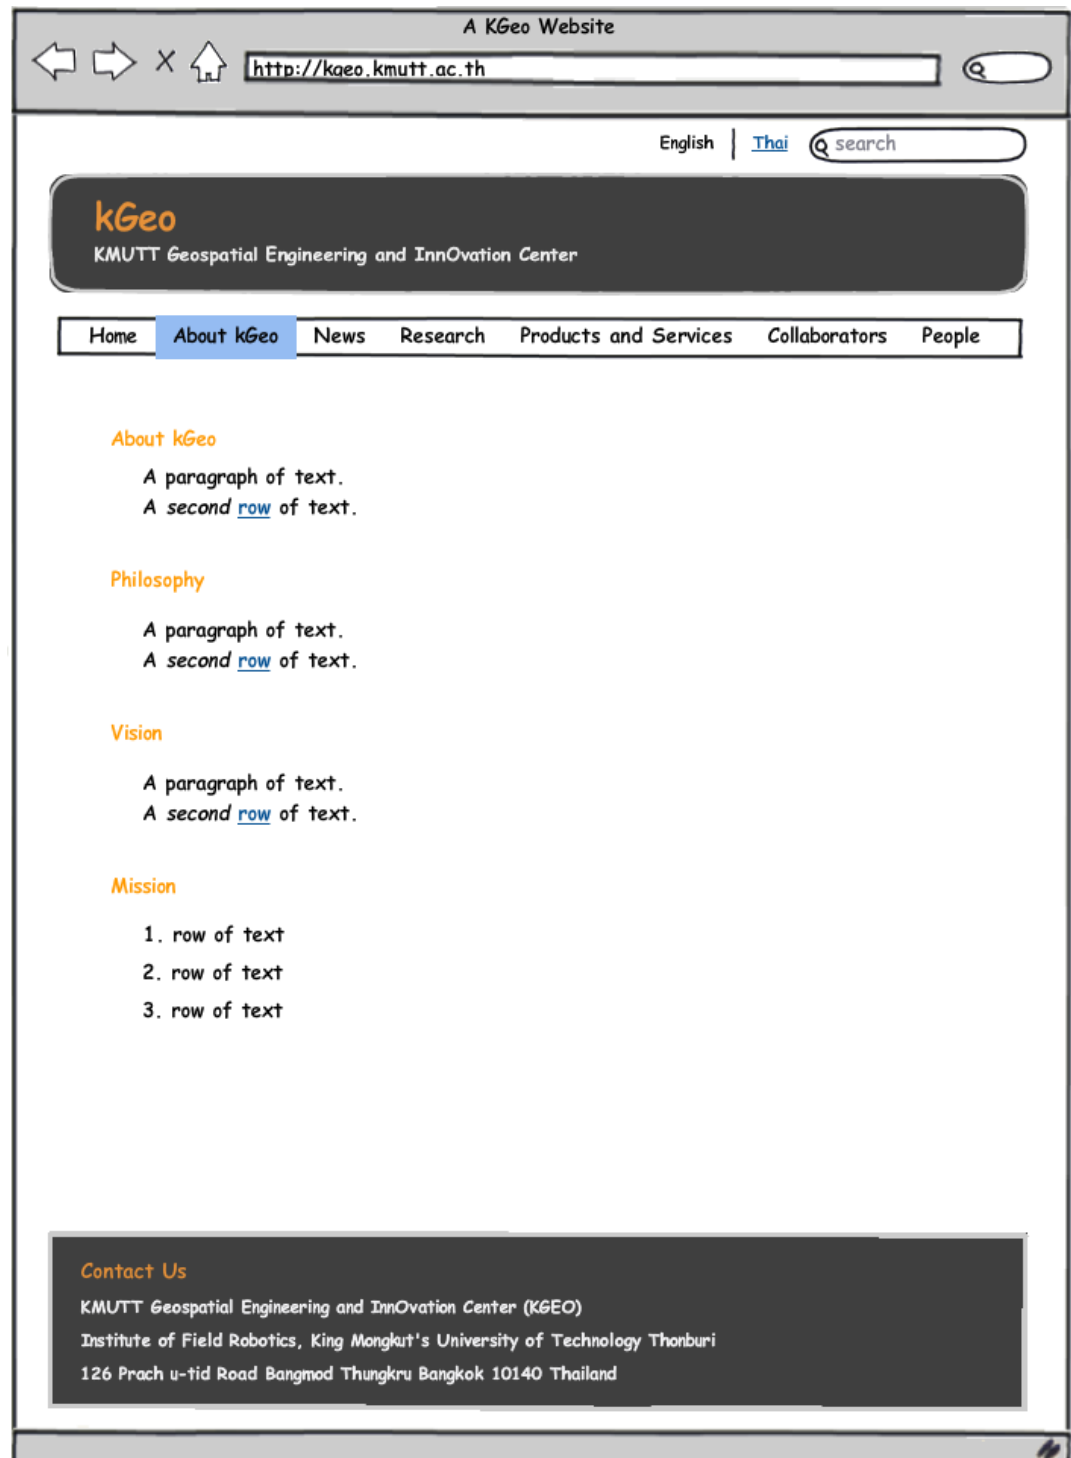 A KGeo Website
http://kgeo.kmutt.ac.th
English | Thai search
kGeo
KMUTT Geospatial Engineering and InnOvation Center
Home About kGeo News Research Products and Services Collaborators People
About kGeo
A paragraph of text.
A second row of text.
Philosophy
A paragraph of text.
A second row of text.
Vision
A paragraph of text.
A second row of text.
Mission
1. row of text
2. row of text
3. row of text
Contact Us
KMUTT Geospatial Engineering and InnOvation Center (KGEO)
Institute of Field Robotics, King Mongkut's University of Technology Thonburi
126 Prach u-tid Road Bangmod Thungkru Bangkok 10140 Thailand